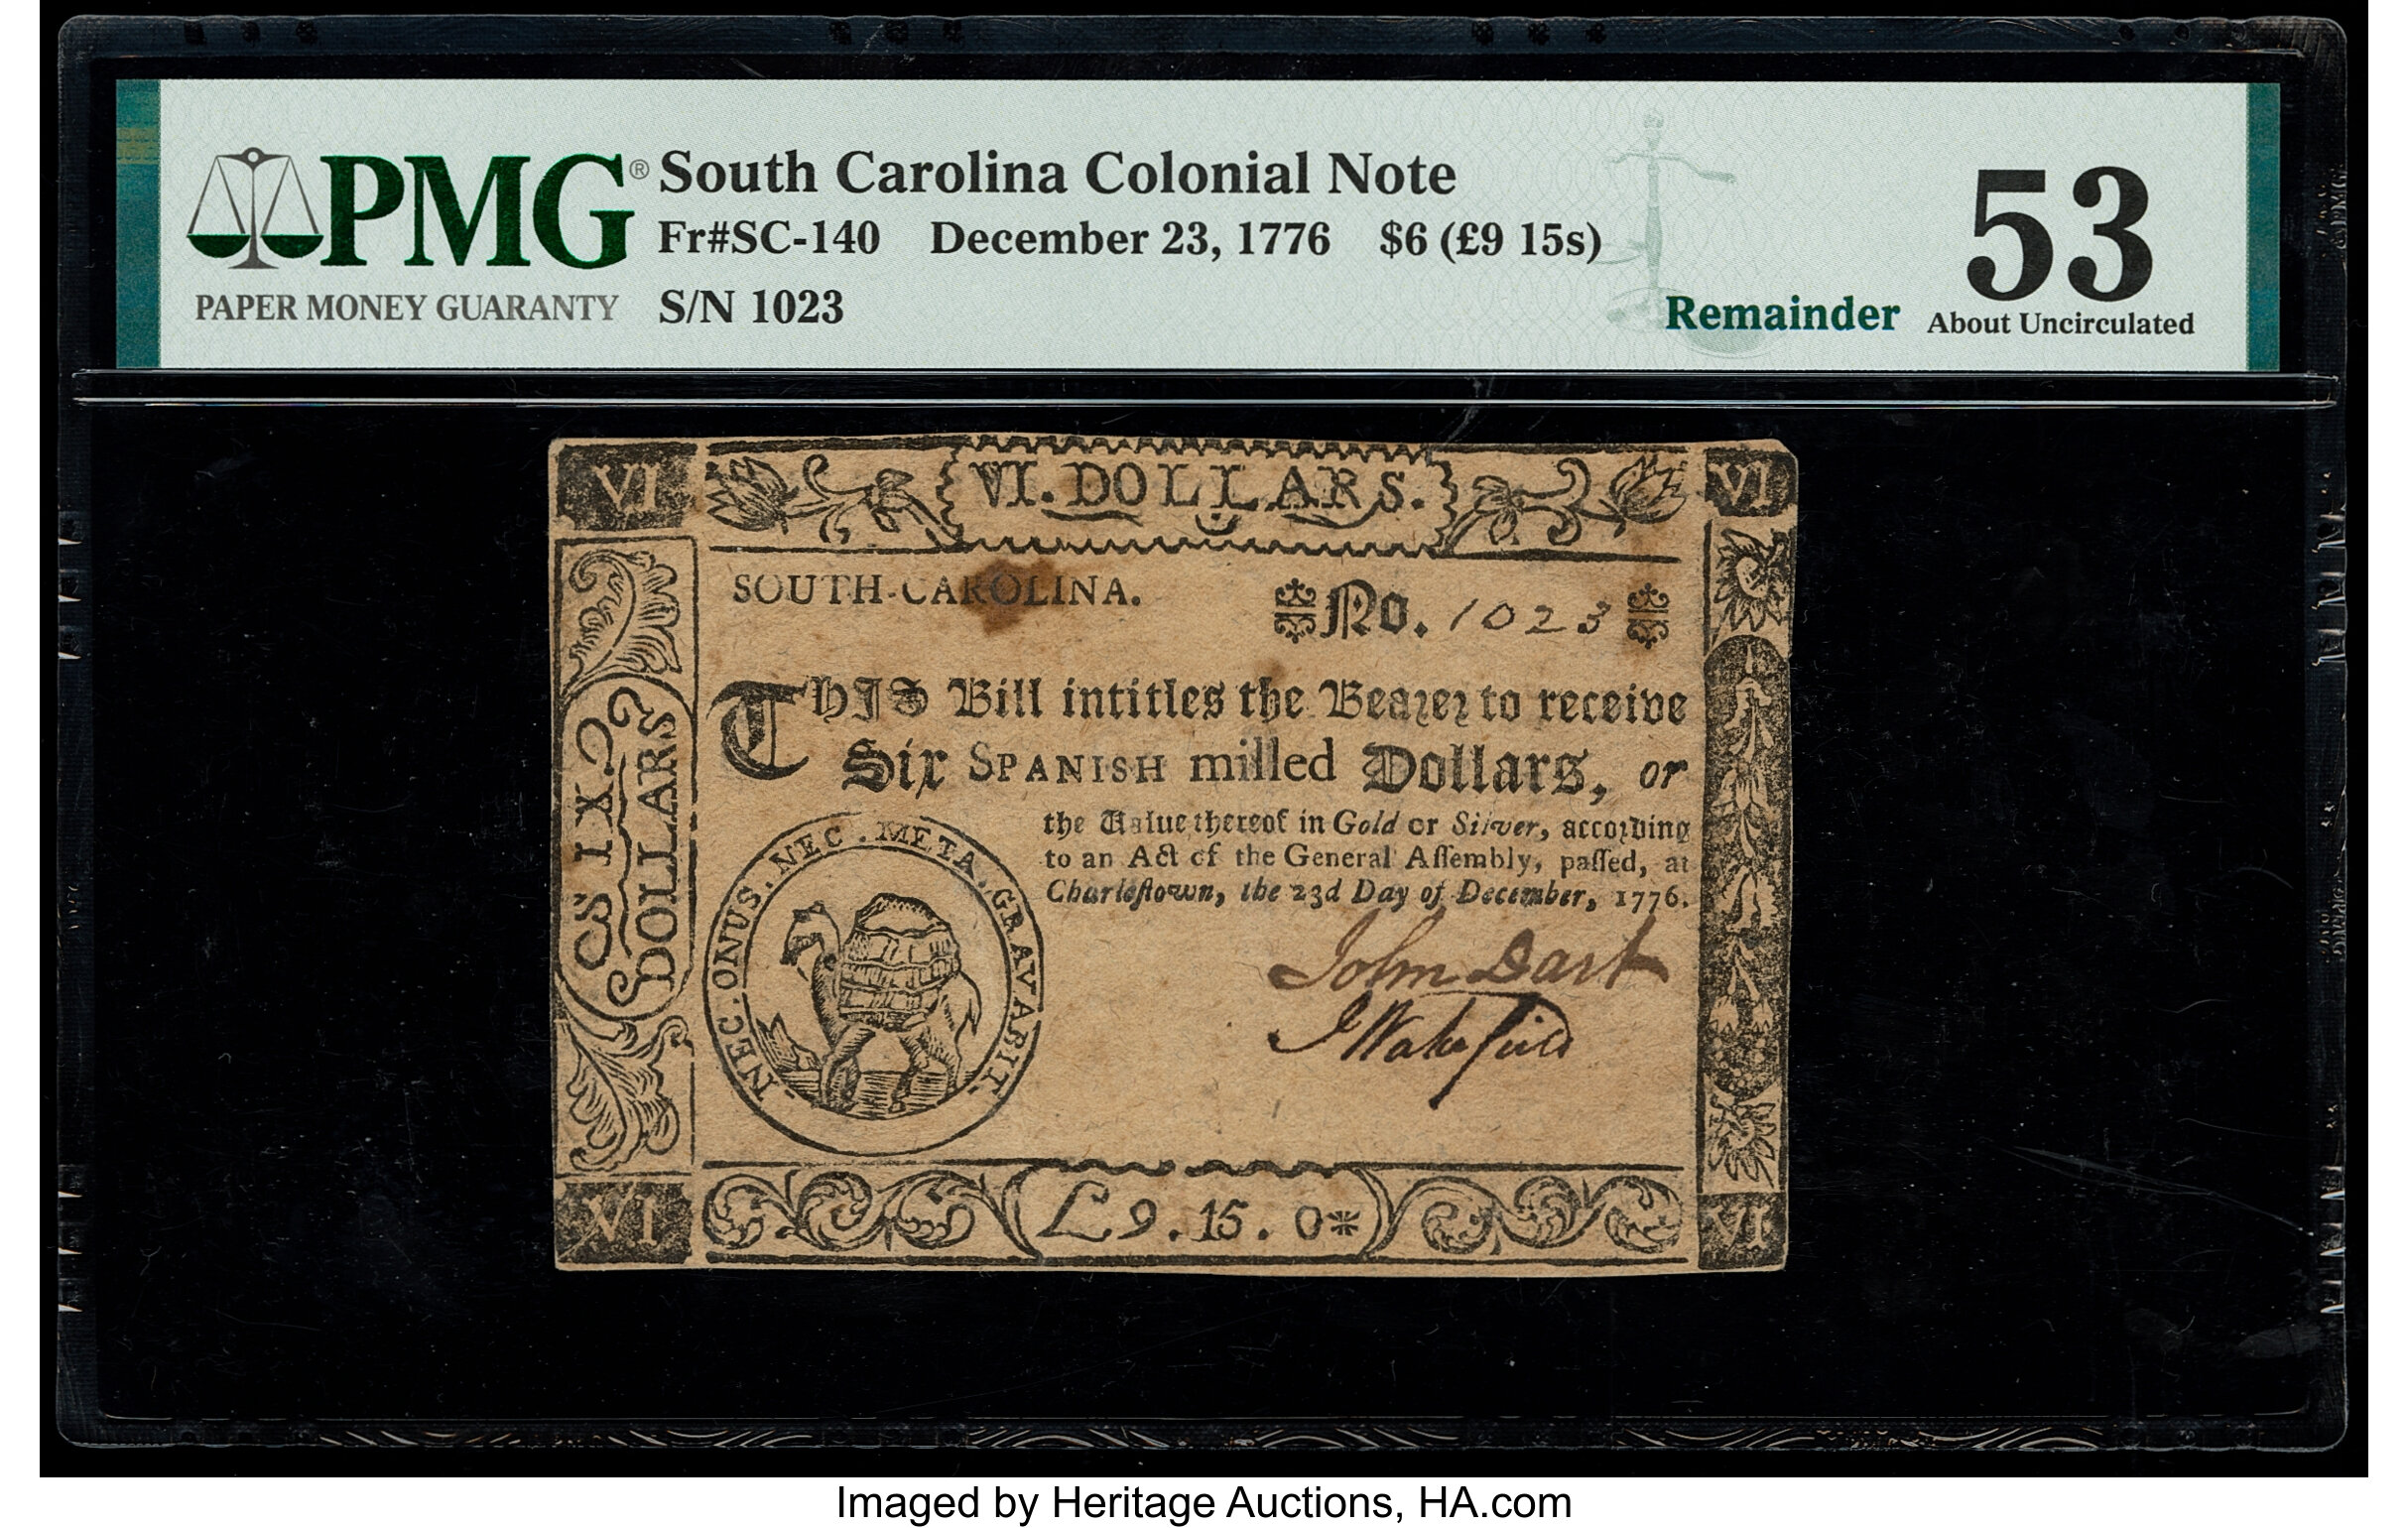 PMG® South Carolina Colonial Note 53
Fr#SC-140 December 23, 1776 $6 (£9 15s)
PAPER MONEY GUARANTY S/N 1023 Remainder About Uncirculated
VI VI. DOLLARS. VI
SOUTH-CAROLINA. No. 1023
THIS Bill intitles the Bearer to receive
Six SPANISH milled Dollars, or
the Value thereof in Gold or Silver, according
to an Act of the General Aſſembly, paſſed, at
Charleſtown, the 23d Day of December, 1776.
SIX
DOLLARS
NEC.ONUS.NEC.META.GRAVABIT.
John Dart
J Wakefield
VI £9.15.0* VI
Imaged by Heritage Auctions, HA.com